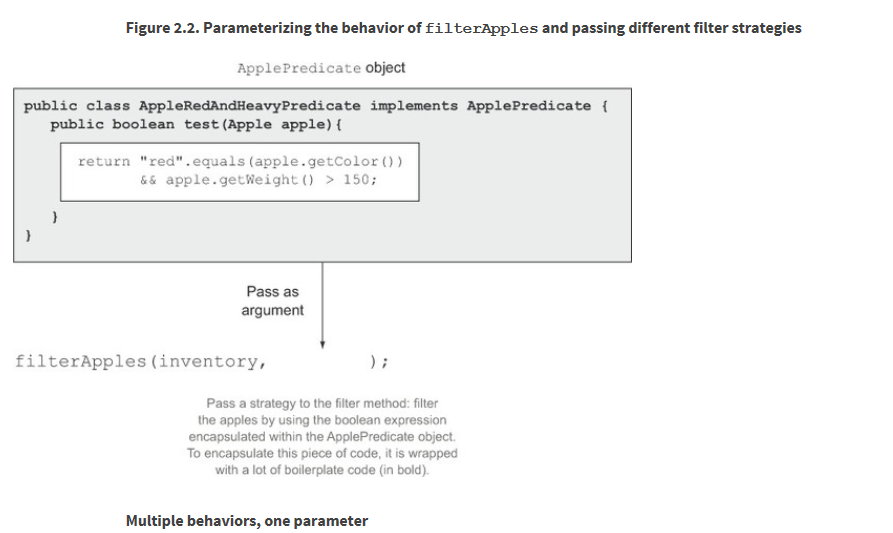 Figure 2.2. Parameterizing the behavior of filterApples and passing different filter strategies
ApplePredicate object
public class AppleRedAndHeavyPredicate implements ApplePredicate {
public boolean test(Apple apple){
return "red".equals(apple.getColor())
&& apple.getWeight() > 150;
}
}
Pass as
argument
filterApples(inventory, );
Pass a strategy to the filter method: filter
the apples by using the boolean expression
encapsulated within the ApplePredicate object.
To encapsulate this piece of code, it is wrapped
with a lot of boilerplate code (in bold).
Multiple behaviors, one parameter